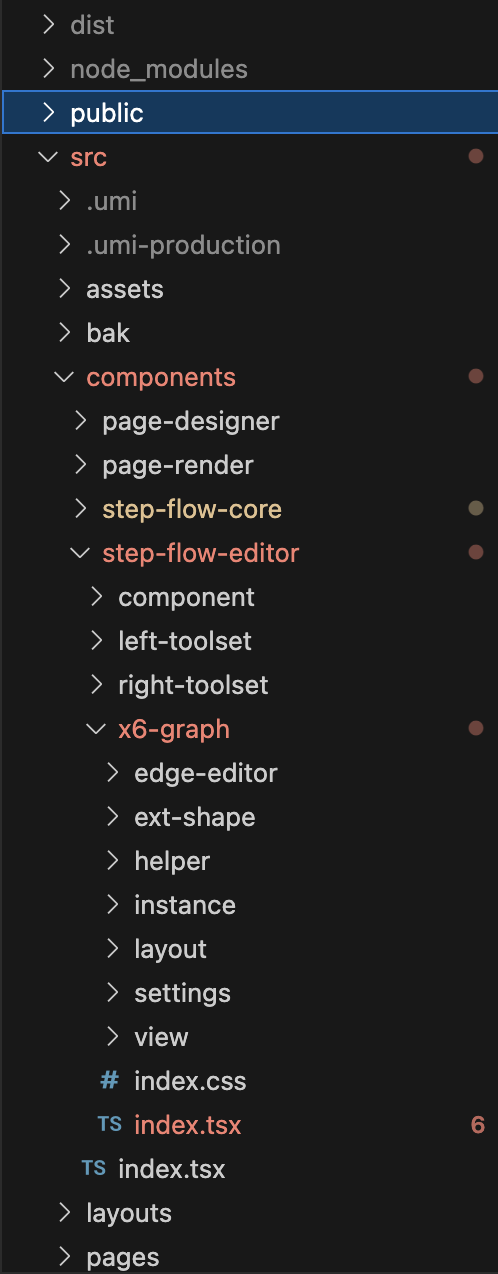 dist
node_modules
public
src
.umi
.umi-production
assets
bak
components
page-designer
page-render
step-flow-core
step-flow-editor
component
left-toolset
right-toolset
x6-graph
edge-editor
ext-shape
helper
instance
layout
settings
view
# index.css
TS index.tsx 6
TS index.tsx
layouts
pages